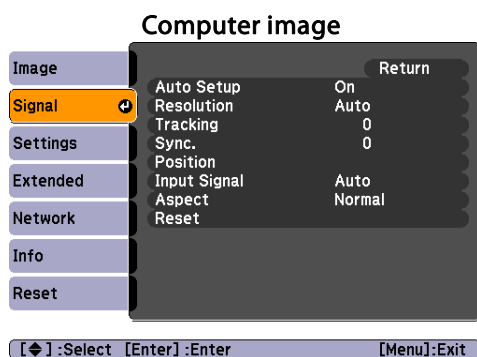 Computer image
Image
Signal
Settings
Extended
Network
Info
Reset
Return
Auto Setup On
Resolution Auto
Tracking 0
Sync. 0
Position
Input Signal Auto
Aspect Normal
Reset
[◆] :Select [Enter] :Enter [Menu]:Exit